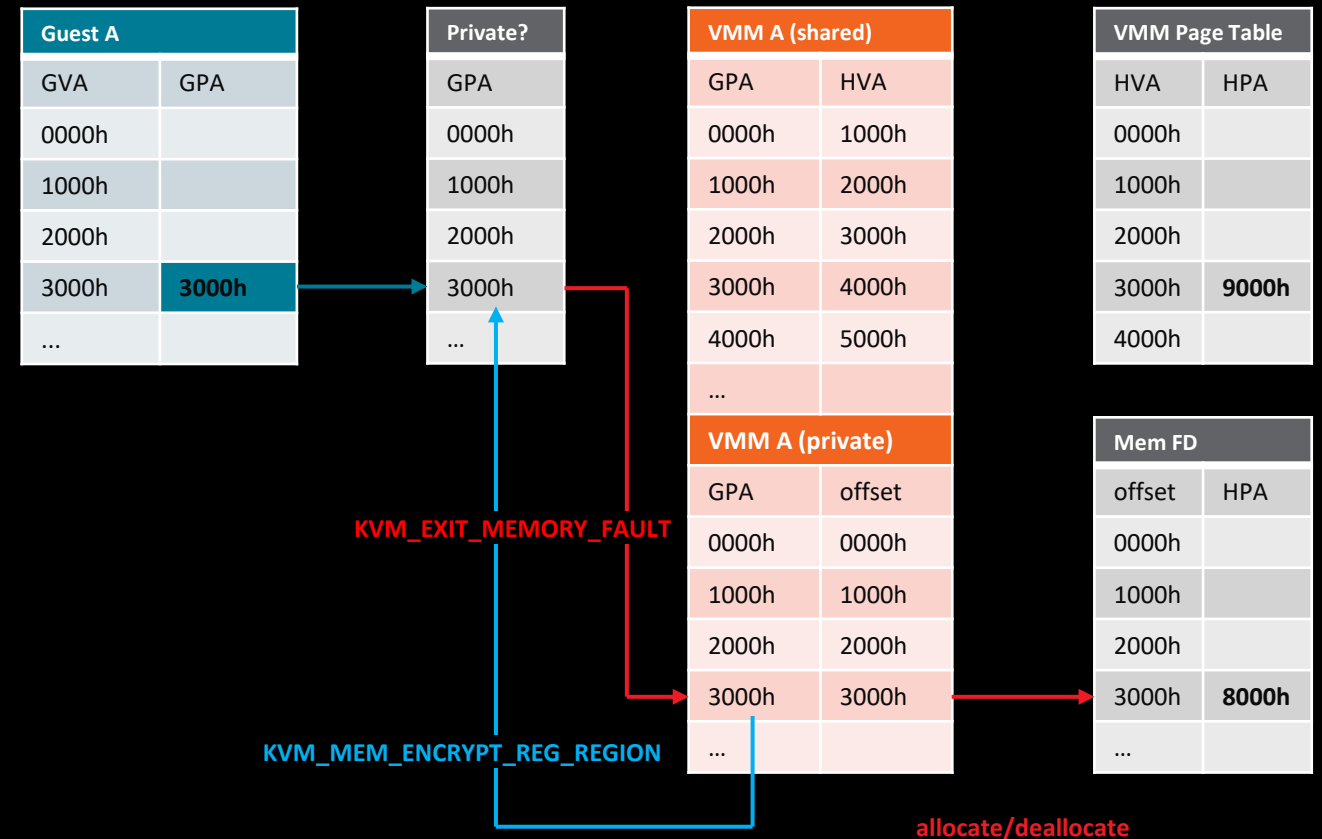 Guest A
GVA GPA
0000h
1000h
2000h
3000h 3000h
...
Private?
GPA
0000h
1000h
2000h
3000h
...
VMM A (shared)
GPA HVA
0000h 1000h
1000h 2000h
2000h 3000h
3000h 4000h
4000h 5000h
...
VMM A (private)
GPA offset
0000h 0000h
1000h 1000h
2000h 2000h
3000h 3000h
...
VMM Page Table
HVA HPA
0000h
1000h
2000h
3000h 9000h
4000h
Mem FD
offset HPA
0000h
1000h
2000h
3000h 8000h
...
KVM_EXIT_MEMORY_FAULT
KVM_MEM_ENCRYPT_REG_REGION
allocate/deallocate